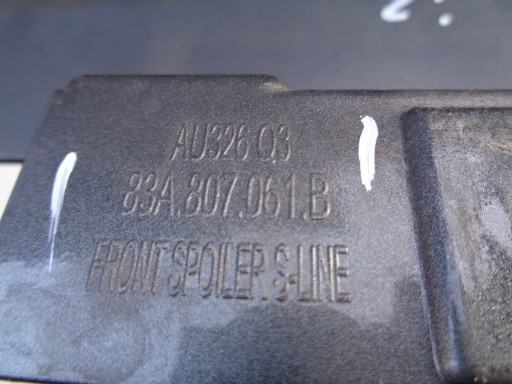 AU326 Q3
83A.807.061.B
FRONT SPOILER S-LINE